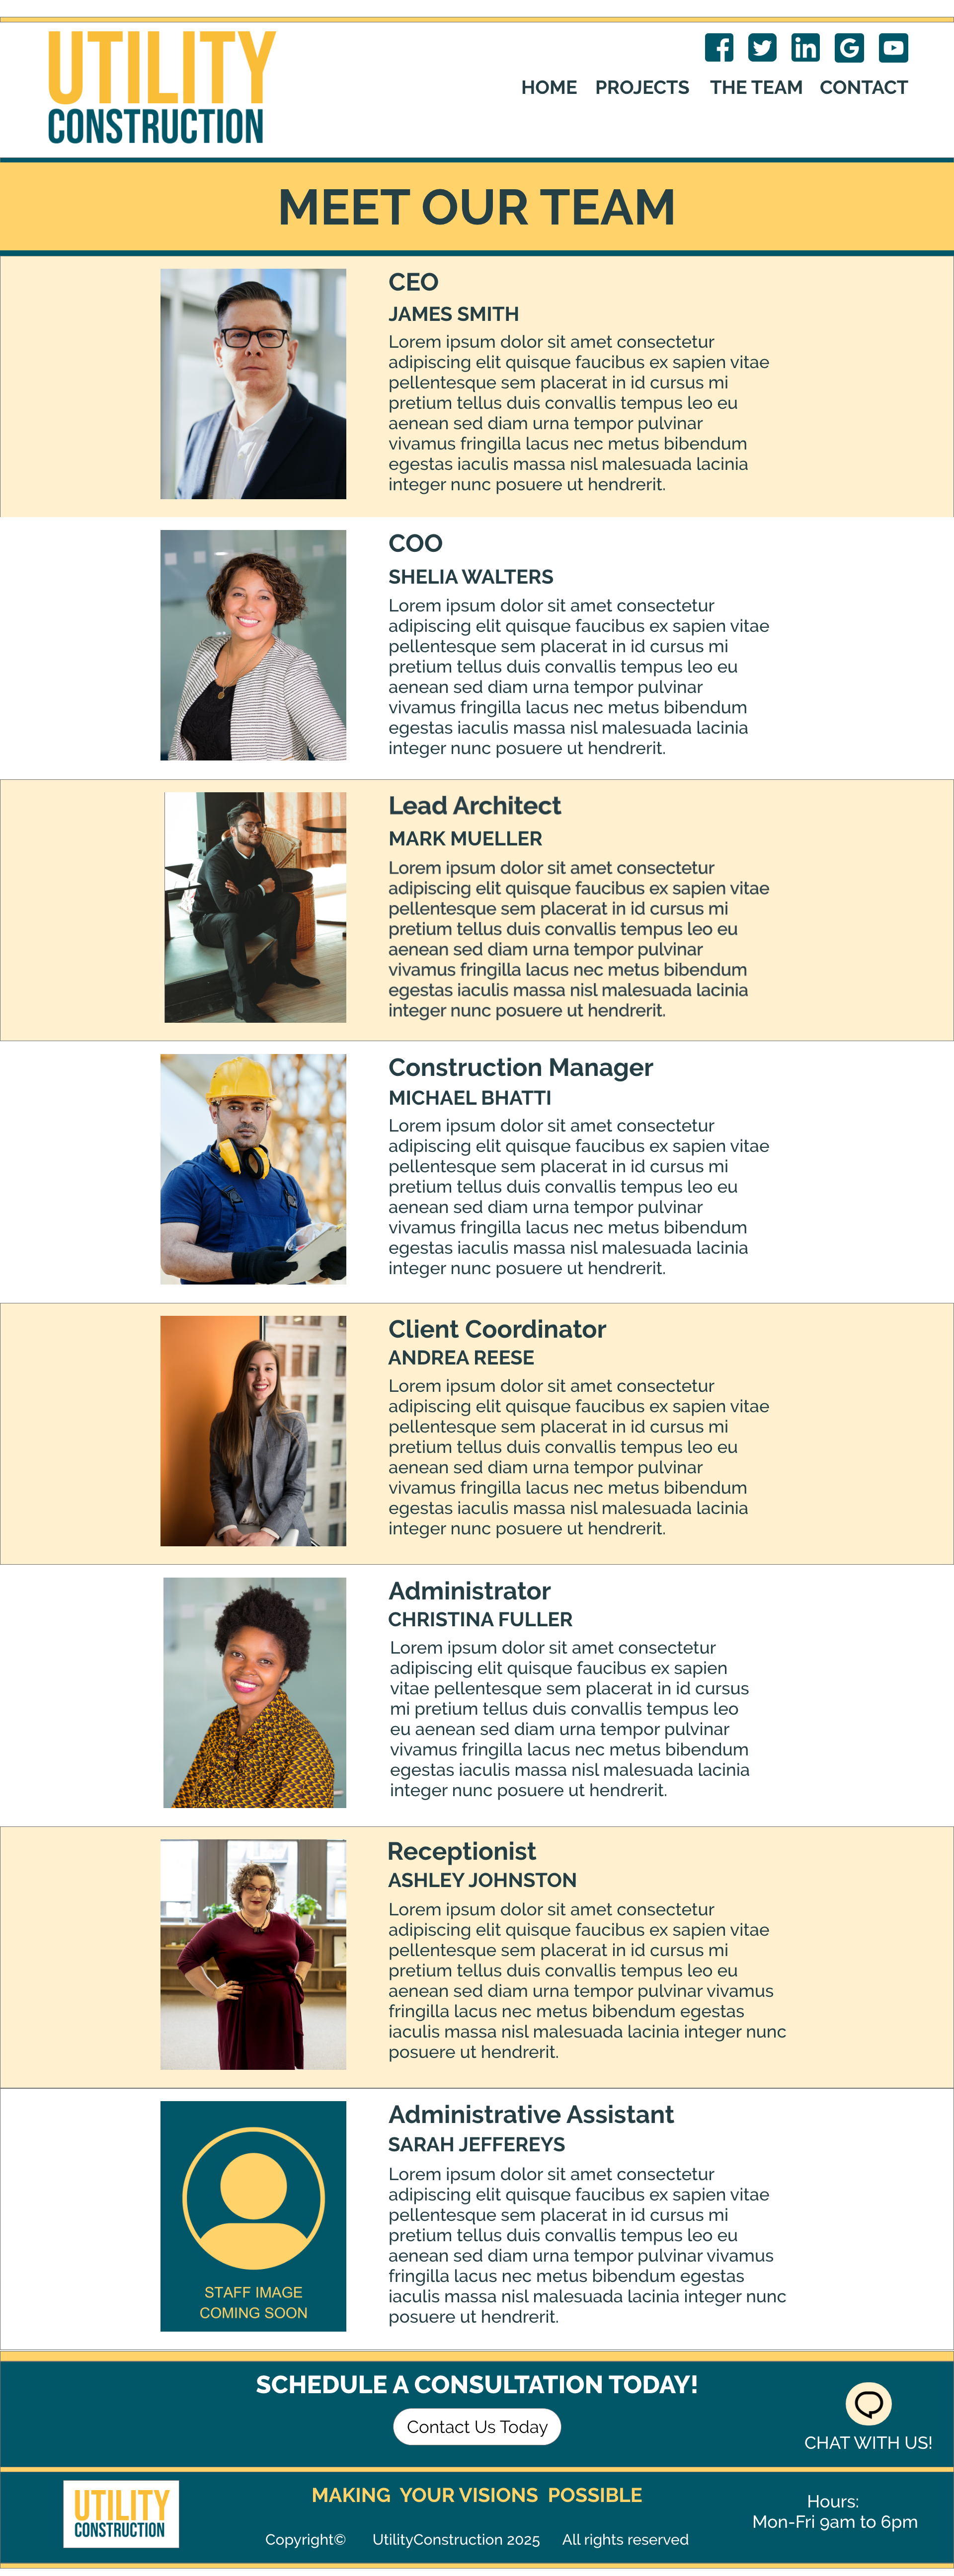 UTILITY
CONSTRUCTION
HOME PROJECTS THE TEAM CONTACT
MEET OUR TEAM
CEO
JAMES SMITH
Lorem ipsum dolor sit amet consectetur
adipiscing elit quisque faucibus ex sapien vitae
pellentesque sem placerat in id cursus mi
pretium tellus duis convallis tempus leo eu
aenean sed diam urna tempor pulvinar
vivamus fringilla lacus nec metus bibendum
egestas iaculis massa nisl malesuada lacinia
integer nunc posuere ut hendrerit.
COO
SHELIA WALTERS
Lorem ipsum dolor sit amet consectetur
adipiscing elit quisque faucibus ex sapien vitae
pellentesque sem placerat in id cursus mi
pretium tellus duis convallis tempus leo eu
aenean sed diam urna tempor pulvinar
vivamus fringilla lacus nec metus bibendum
egestas iaculis massa nisl malesuada lacinia
integer nunc posuere ut hendrerit.
Lead Architect
MARK MUELLER
Lorem ipsum dolor sit amet consectetur
adipiscing elit quisque faucibus ex sapien vitae
pellentesque sem placerat in id cursus mi
pretium tellus duis convallis tempus leo eu
aenean sed diam urna tempor pulvinar
vivamus fringilla lacus nec metus bibendum
egestas iaculis massa nisl malesuada lacinia
integer nunc posuere ut hendrerit.
Construction Manager
MICHAEL BHATTI
Lorem ipsum dolor sit amet consectetur
adipiscing elit quisque faucibus ex sapien vitae
pellentesque sem placerat in id cursus mi
pretium tellus duis convallis tempus leo eu
aenean sed diam urna tempor pulvinar
vivamus fringilla lacus nec metus bibendum
egestas iaculis massa nisl malesuada lacinia
integer nunc posuere ut hendrerit.
Client Coordinator
ANDREA REESE
Lorem ipsum dolor sit amet consectetur
adipiscing elit quisque faucibus ex sapien vitae
pellentesque sem placerat in id cursus mi
pretium tellus duis convallis tempus leo eu
aenean sed diam urna tempor pulvinar
vivamus fringilla lacus nec metus bibendum
egestas iaculis massa nisl malesuada lacinia
integer nunc posuere ut hendrerit.
Administrator
CHRISTINA FULLER
Lorem ipsum dolor sit amet consectetur
adipiscing elit quisque faucibus ex sapien
vitae pellentesque sem placerat in id cursus
mi pretium tellus duis convallis tempus leo
eu aenean sed diam urna tempor pulvinar
vivamus fringilla lacus nec metus bibendum
egestas iaculis massa nisl malesuada lacinia
integer nunc posuere ut hendrerit.
Receptionist
ASHLEY JOHNSTON
Lorem ipsum dolor sit amet consectetur
adipiscing elit quisque faucibus ex sapien vitae
pellentesque sem placerat in id cursus mi
pretium tellus duis convallis tempus leo eu
aenean sed diam urna tempor pulvinar vivamus
fringilla lacus nec metus bibendum egestas
iaculis massa nisl malesuada lacinia integer nunc
posuere ut hendrerit.
STAFF IMAGE
COMING SOON
Administrative Assistant
SARAH JEFFEREYS
Lorem ipsum dolor sit amet consectetur
adipiscing elit quisque faucibus ex sapien vitae
pellentesque sem placerat in id cursus mi
pretium tellus duis convallis tempus leo eu
aenean sed diam urna tempor pulvinar vivamus
fringilla lacus nec metus bibendum egestas
iaculis massa nisl malesuada lacinia integer nunc
posuere ut hendrerit.
SCHEDULE A CONSULTATION TODAY!
Contact Us Today
CHAT WITH US!
UTILITY
CONSTRUCTION
MAKING YOUR VISIONS POSSIBLE
Copyright© UtilityConstruction 2025 All rights reserved
Hours:
Mon-Fri 9am to 6pm